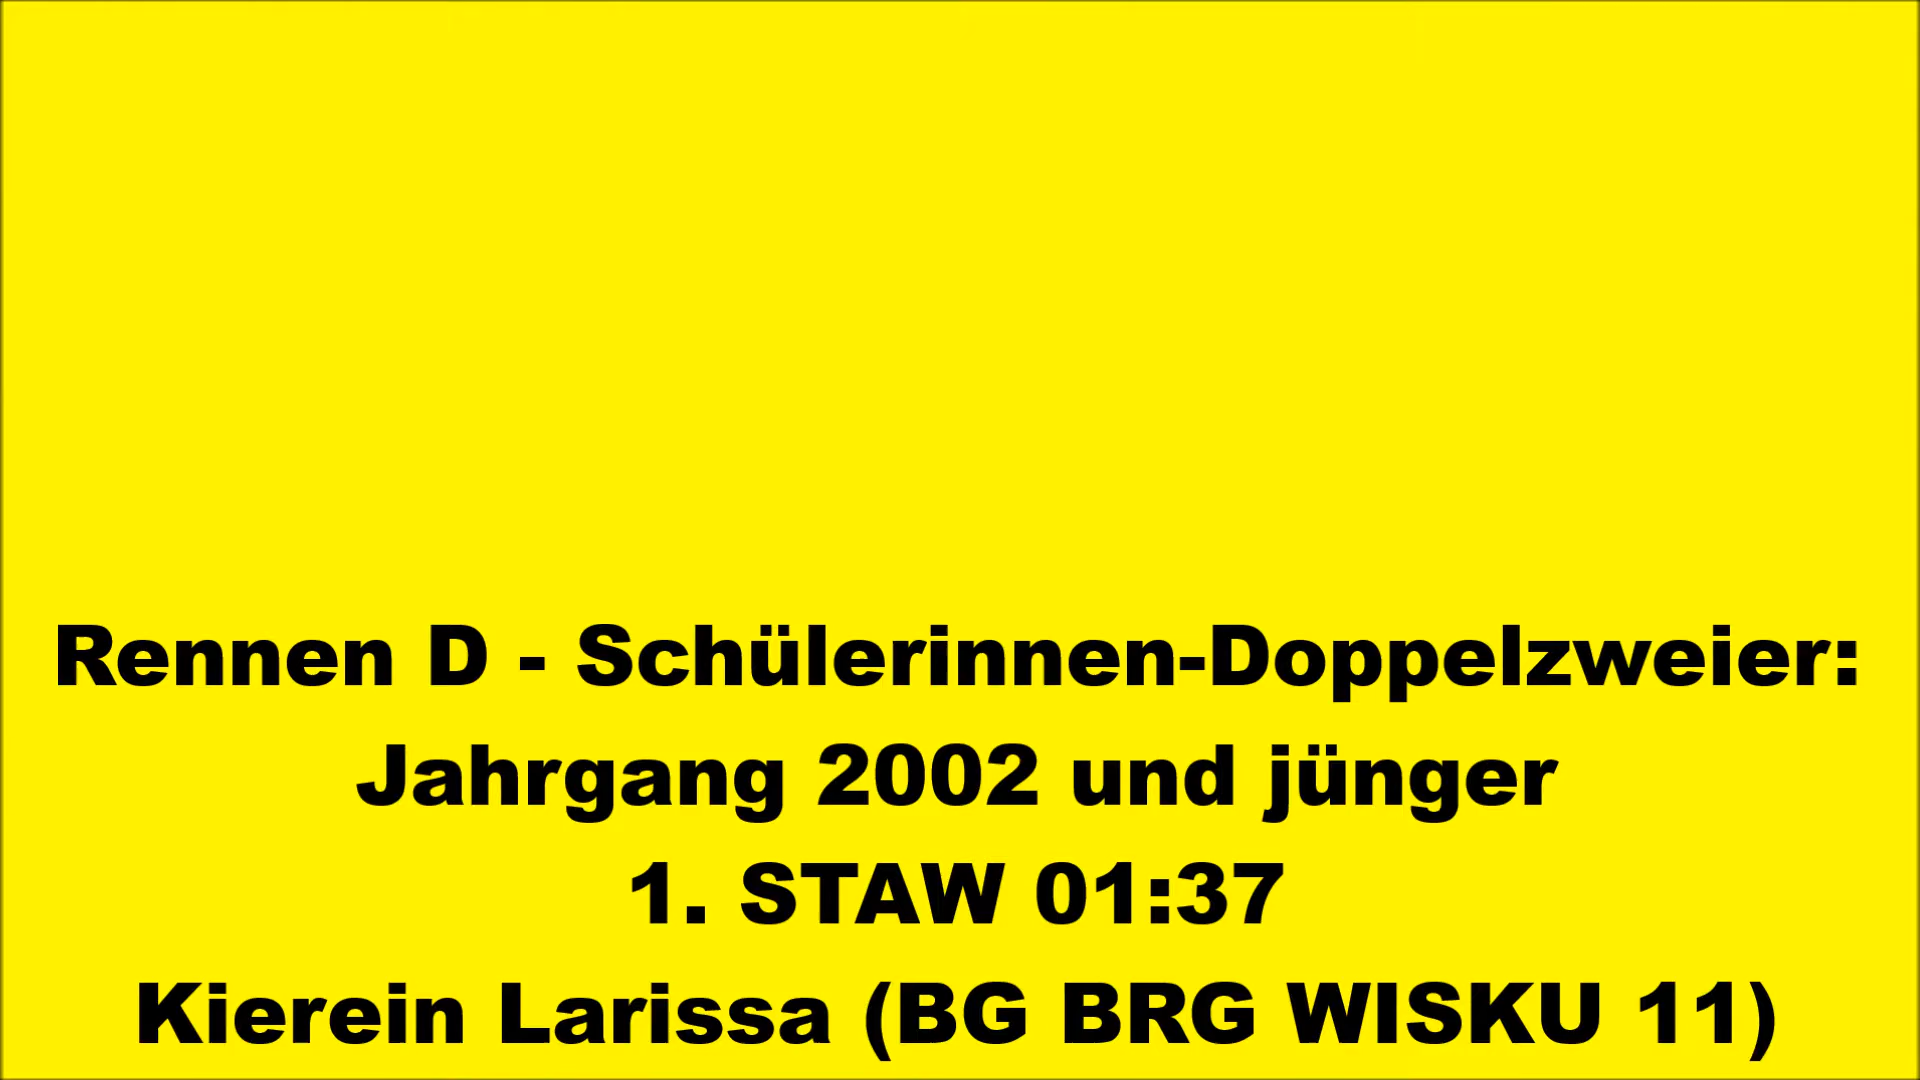 Rennen D - Schülerinnen-Doppelzweier:
Jahrgang 2002 und jünger
1. STAW 01:37
Kierein Larissa (BG BRG WISKU 11)